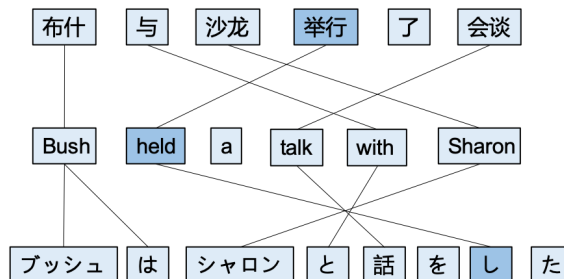 布什 与 沙龙 举行 了 会谈
Bush held a talk with Sharon
ブッシュ は シャロン と 話 を し た